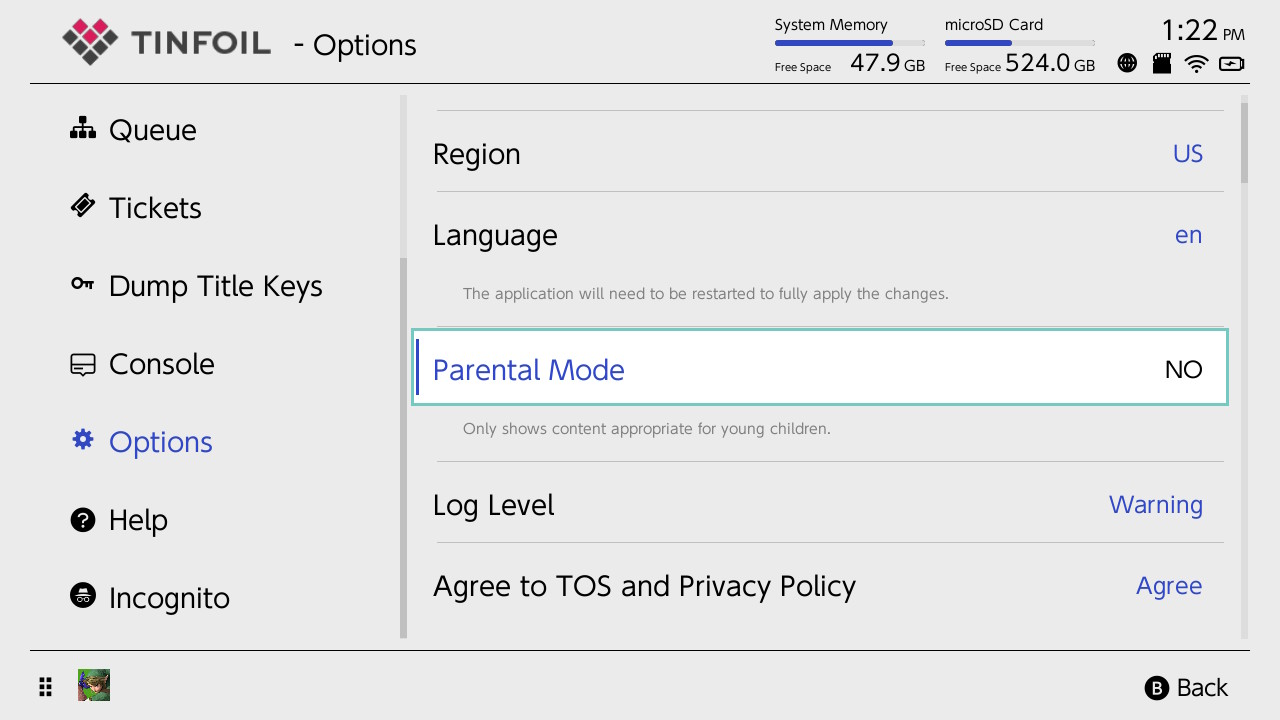 TINFOIL - Options
System Memory
Free Space 47.9 GB
microSD Card
Free Space 524.0 GB
1:22 PM
Queue
Tickets
Dump Title Keys
Console
Options
Help
Incognito
Region US
Language en
The application will need to be restarted to fully apply the changes.
Parental Mode NO
Only shows content appropriate for young children.
Log Level Warning
Agree to TOS and Privacy Policy Agree
B Back